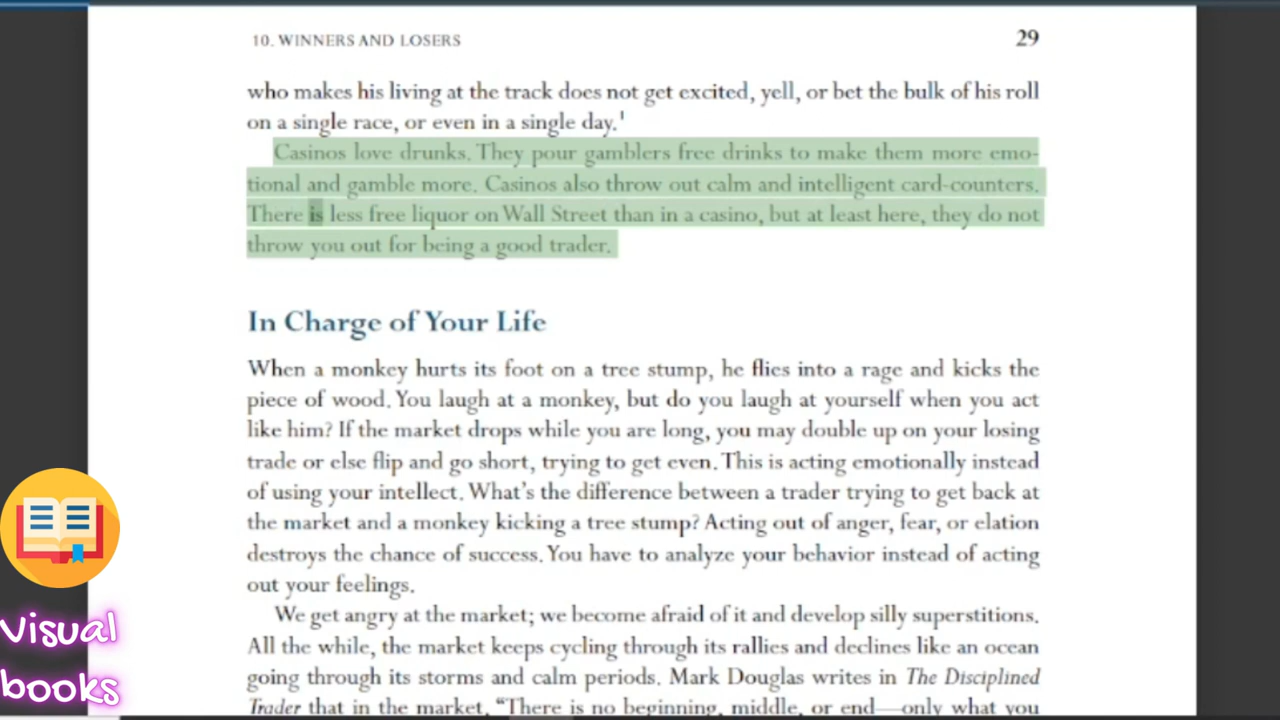 10. WINNERS AND LOSERS 29
who makes his living at the track does not get excited, yell, or bet the bulk of his roll
on a single race, or even in a single day.¹
Casinos love drunks. They pour gamblers free drinks to make them more emo-
tional and gamble more. Casinos also throw out calm and intelligent card-counters.
There is less free liquor on Wall Street than in a casino, but at least here, they do not
throw you out for being a good trader.
In Charge of Your Life
When a monkey hurts its foot on a tree stump, he flies into a rage and kicks the
piece of wood. You laugh at a monkey, but do you laugh at yourself when you act
like him? If the market drops while you are long, you may double up on your losing
trade or else flip and go short, trying to get even. This is acting emotionally instead
of using your intellect. What's the difference between a trader trying to get back at
the market and a monkey kicking a tree stump? Acting out of anger, fear, or elation
destroys the chance of success. You have to analyze your behavior instead of acting
out your feelings.
We get angry at the market; we become afraid of it and develop silly superstitions.
All the while, the market keeps cycling through its rallies and declines like an ocean
going through its storms and calm periods. Mark Douglas writes in The Disciplined
Trader that in the market, “There is no beginning, middle, or end—only what you
Visual
books